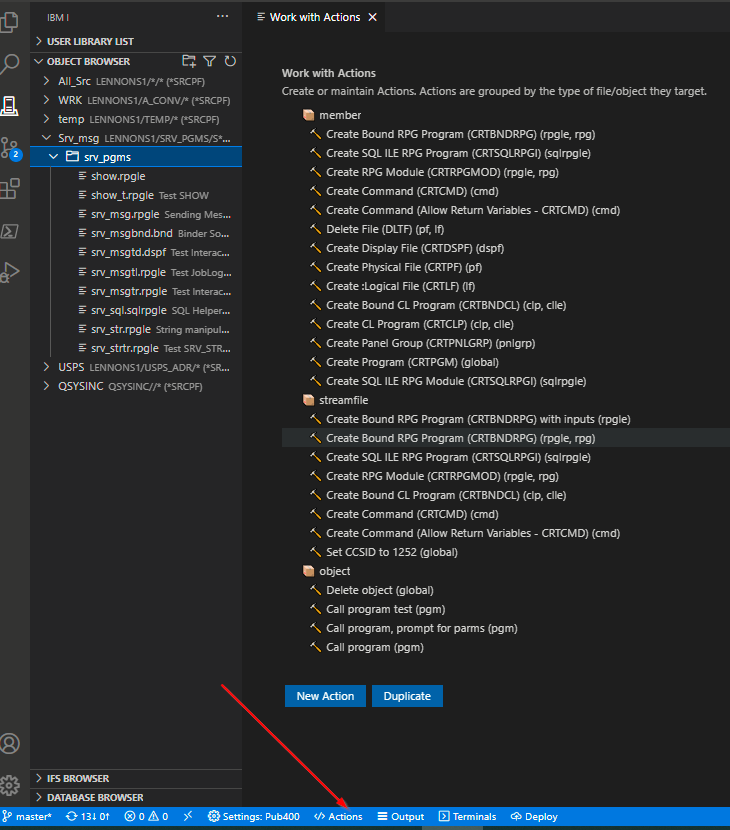 IBM I
···
Work with Actions
USER LIBRARY LIST
OBJECT BROWSER
All_Src LENNONS1/*/* (*SRCPF)
WRK LENNONS1/A_CONV/* (*SRCPF)
temp LENNONS1/TEMP/* (*SRCPF)
Srv_msg LENNONS1/SRV_PGMS/S*...
srv_pgms
show.rpgle
show_t.rpgle Test SHOW
srv_msg.rpgle Sending Mes...
srv_msgbnd.bnd Binder So...
srv_msgtd.dspf Test Interac...
srv_msgtl.rpgle Test JobLog...
srv_msgtr.rpgle Test Interac...
srv_sql.sqlrpgle SQL Helper...
srv_str.rpgle String manipul...
srv_strtr.rpgle Test SRV_STR...
USPS LENNONS1/USPS_ADR/* (*SR...
QSYSINC QSYSINC//* (*SRCPF)
IFS BROWSER
DATABASE BROWSER
2
Work with Actions
Create or maintain Actions. Actions are grouped by the type of file/object they target.
member
Create Bound RPG Program (CRTBNDRPG) (rpgle, rpg)
Create SQL ILE RPG Program (CRTSQLRPGI) (sqlrpgle)
Create RPG Module (CRTRPGMOD) (rpgle, rpg)
Create Command (CRTCMD) (cmd)
Create Command (Allow Return Variables - CRTCMD) (cmd)
Delete File (DLTF) (pf, lf)
Create Display File (CRTDSPF) (dspf)
Create Physical File (CRTPF) (pf)
Create :Logical File (CRTLF) (lf)
Create Bound CL Program (CRTBNDCL) (clp, clle)
Create CL Program (CRTCLP) (clp, clle)
Create Panel Group (CRTPNLGRP) (pnlgrp)
Create Program (CRTPGM) (global)
Create SQL ILE RPG Module (CRTSQLRPGI) (sqlrpgle)
streamfile
Create Bound RPG Program (CRTBNDRPG) with inputs (rpgle)
Create Bound RPG Program (CRTBNDRPG) (rpgle, rpg)
Create SQL ILE RPG Program (CRTSQLRPGI) (sqlrpgle)
Create RPG Module (CRTRPGMOD) (rpgle, rpg)
Create Bound CL Program (CRTBNDCL) (clp, clle)
Create Command (CRTCMD) (cmd)
Create Command (Allow Return Variables - CRTCMD) (cmd)
Set CCSID to 1252 (global)
object
Delete object (global)
Call program test (pgm)
Call program, prompt for parms (pgm)
Call program (pgm)
New Action Duplicate
master* 13↓ 0↑ 0 0 Settings: Pub400 </> Actions Output Terminals Deploy